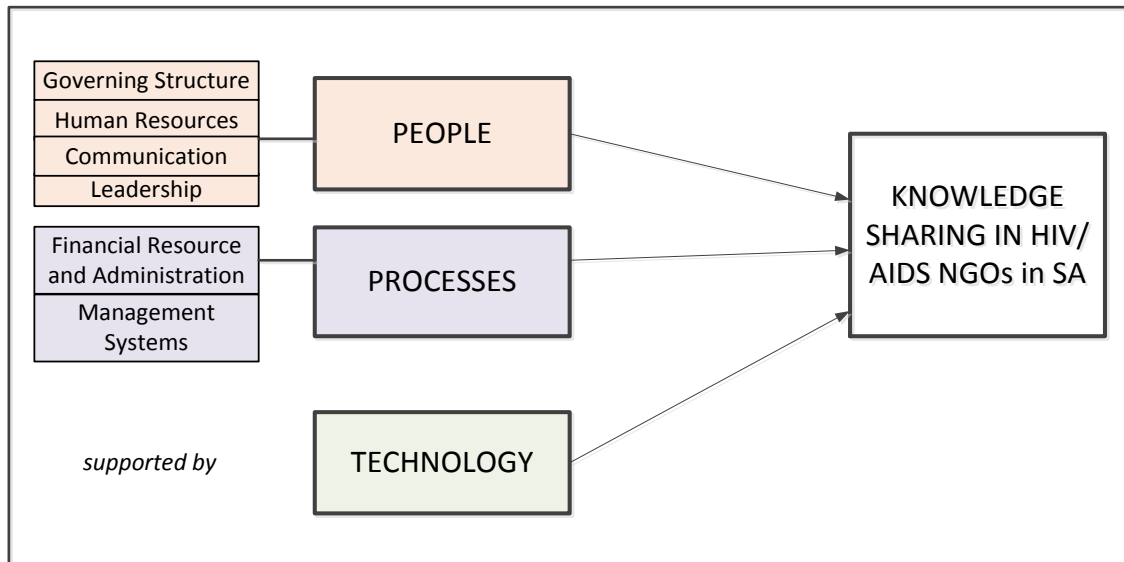 Governing Structure
Human Resources
Communication
Leadership
PEOPLE
Financial Resource
and Administration
Management
Systems
PROCESSES
supported by
TECHNOLOGY
KNOWLEDGE
SHARING IN HIV/
AIDS NGOs in SA